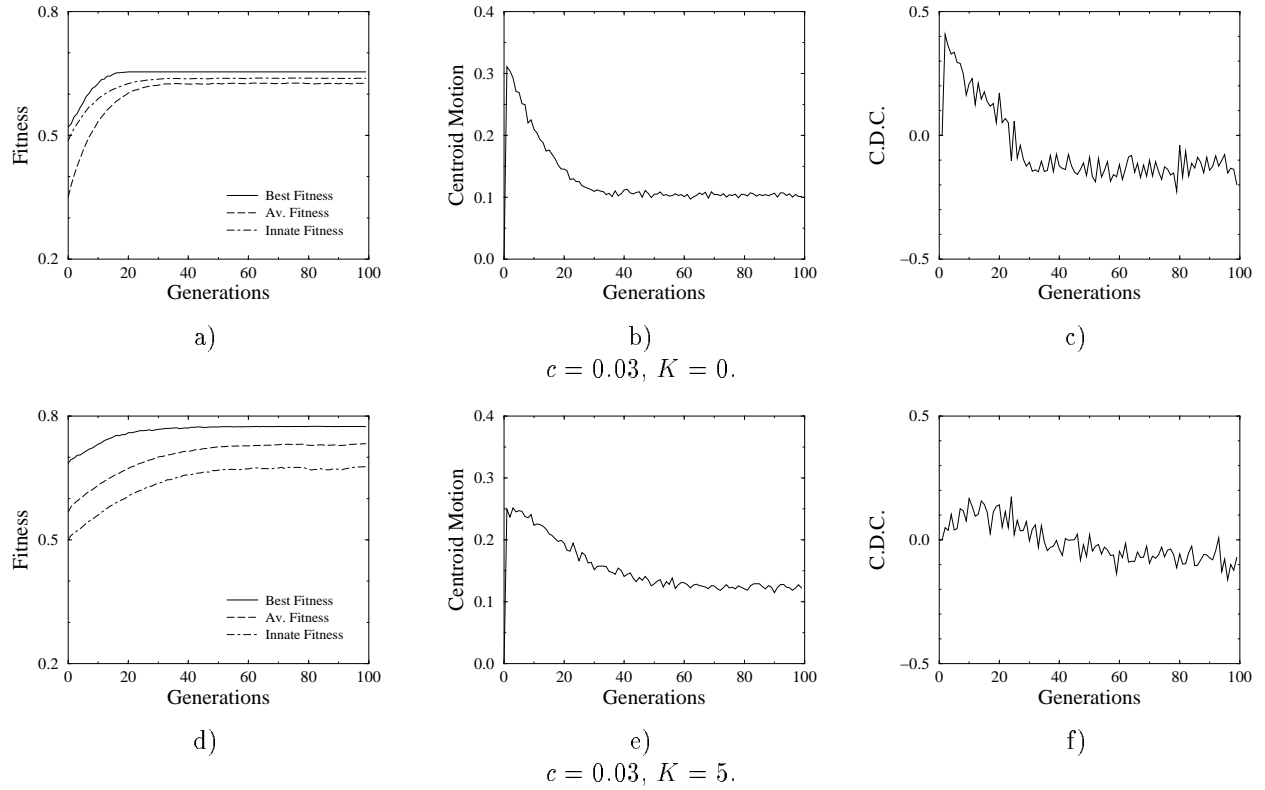 0.8
0.5
0.2
Fitness
Best Fitness
Av. Fitness
Innate Fitness
0 20 40 60 80 100
Generations
a)
0.4
0.3
0.2
0.1
0.0
Centroid Motion
0 20 40 60 80 100
Generations
b)
0.5
0.0
–0.5
C.D.C.
0 20 40 60 80 100
Generations
c)
c = 0.03, K = 0.
0.8
0.5
0.2
Fitness
Best Fitness
Av. Fitness
Innate Fitness
0 20 40 60 80 100
Generations
d)
0.4
0.3
0.2
0.1
0.0
Centroid Motion
0 20 40 60 80 100
Generations
e)
0.5
0.0
–0.5
C.D.C.
0 20 40 60 80 100
Generations
f)
c = 0.03, K = 5.